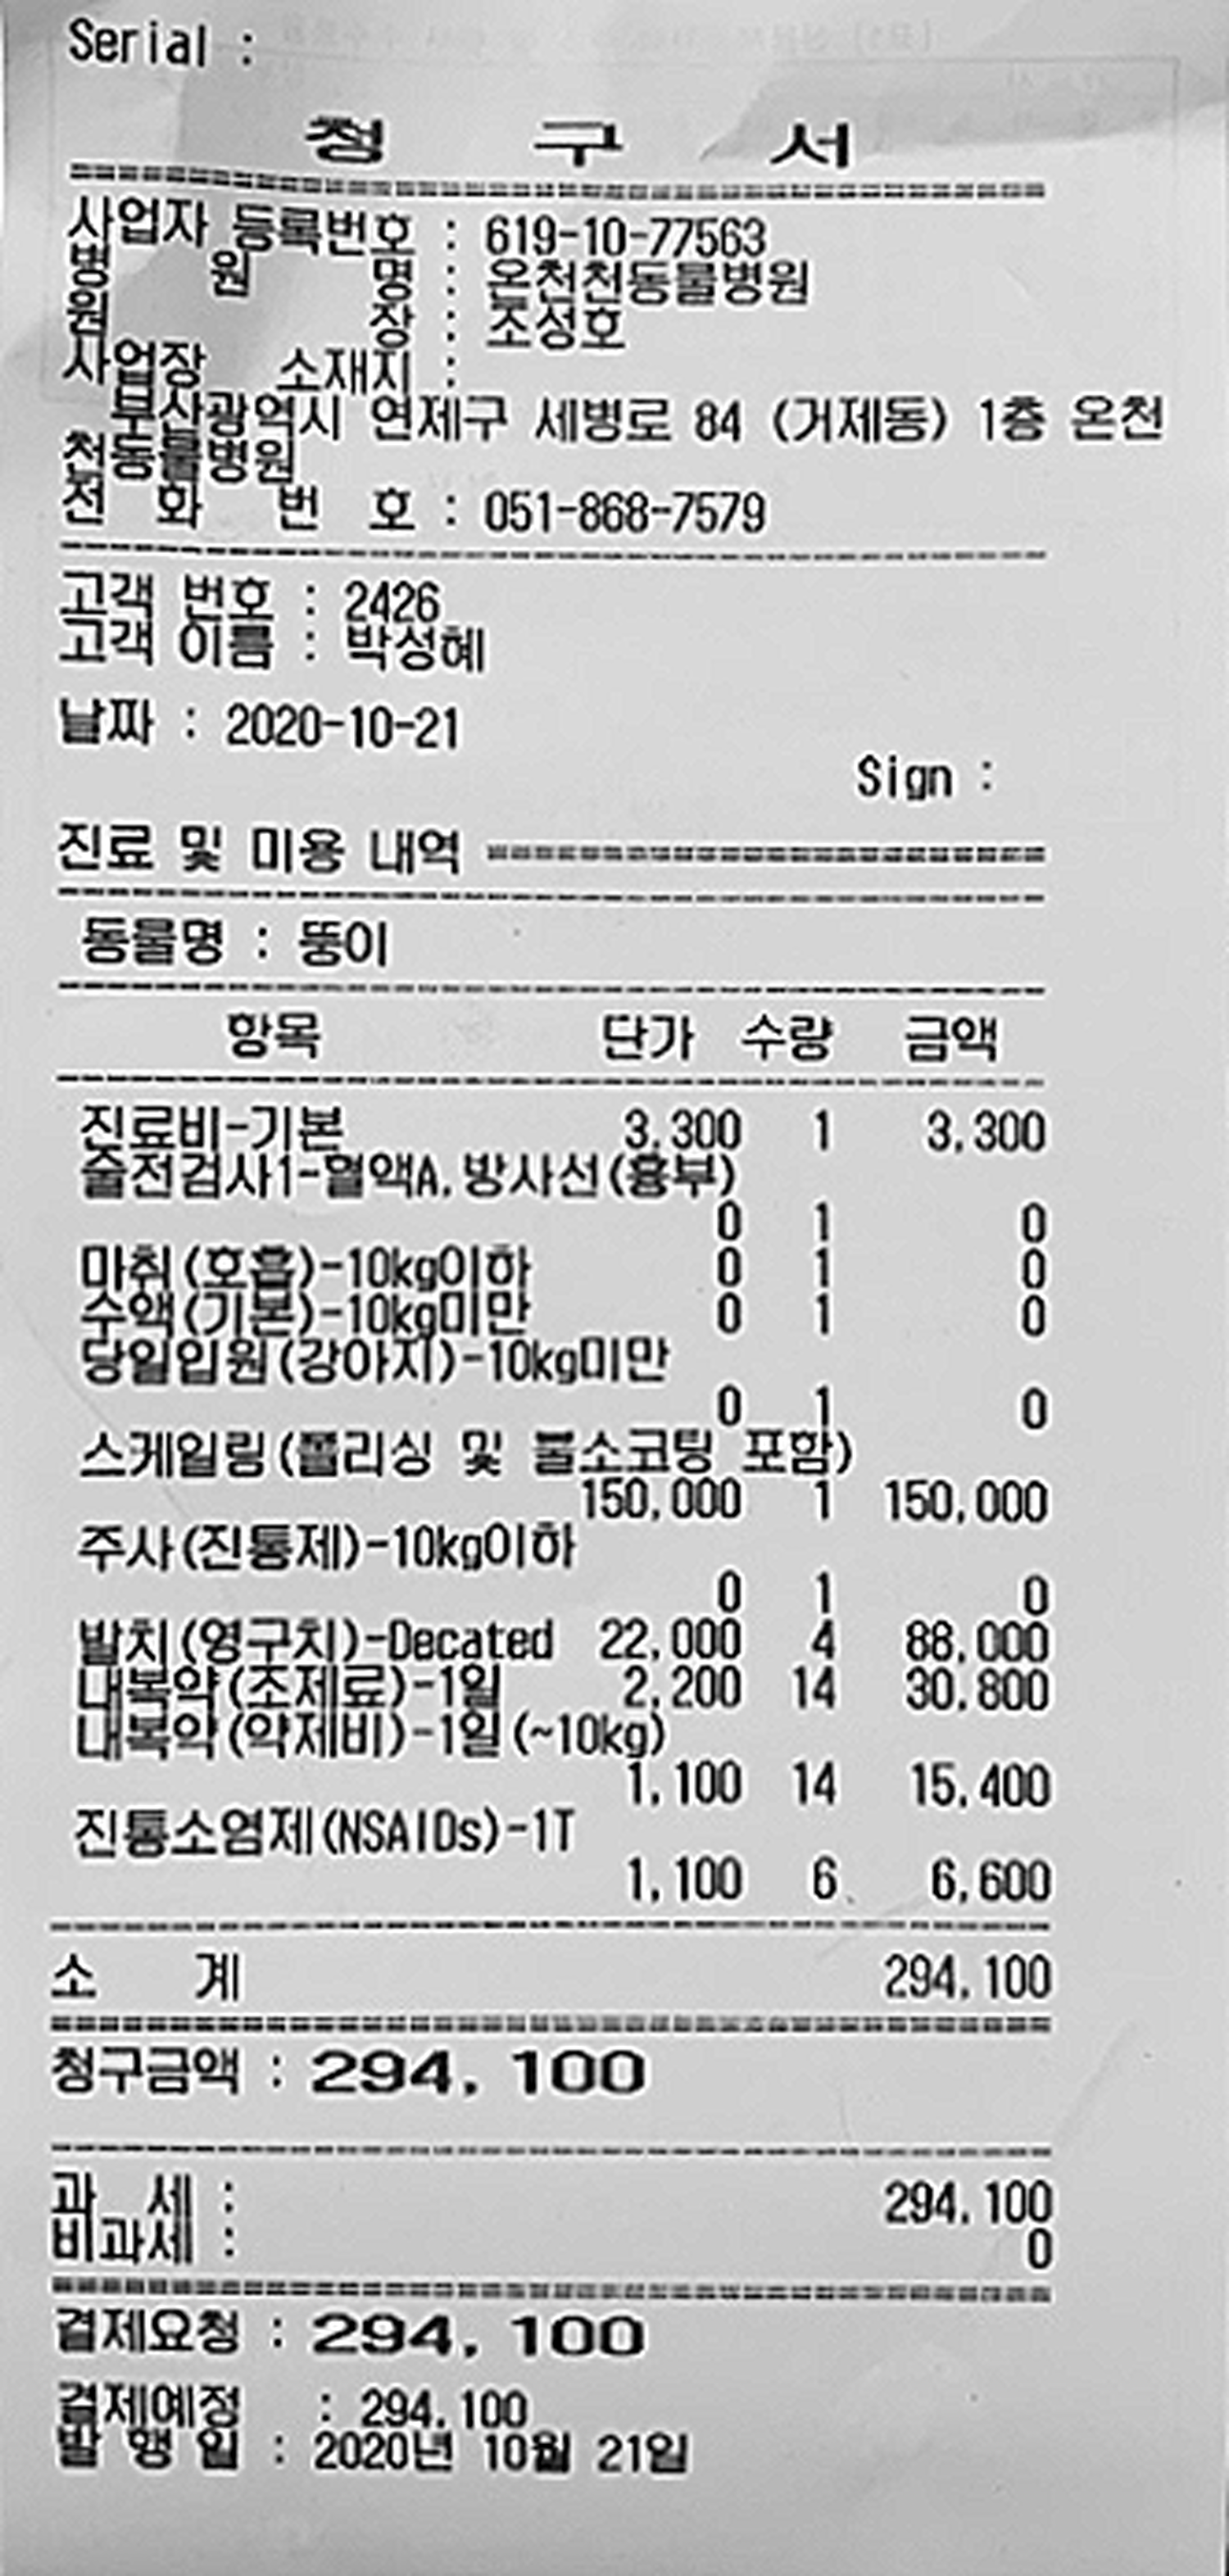 Serial :
청 구 서
사업자 등록번호 : 619-10-77563
병 원 명 : 온천천동물병원
원 장 : 조성호
사업장 소재지 :
부산광역시 연제구 세병로 84 (거제동) 1층 온천
천동물병원
전 화 번 호 : 051-868-7579
고객 번호 : 2426
고객 이름 : 박성혜
날짜 : 2020-10-21
Sign :
진료 및 미용 내역
동물명 : 뚱이
항목 단가 수량 금액
진료비-기본 3,300 1 3,300
술전검사1-혈액A,방사선(흉부)
0 1 0
마취(호흡)-10kg이하 0 1 0
수액(기본)-10kg미만 0 1 0
당일입원(강아지)-10kg미만
0 1 0
스케일링(폴리싱 및 불소코팅 포함)
150,000 1 150,000
주사(진통제)-10kg이하
0 1 0
발치(영구치)-Decated 22,000 4 88,000
내복약(조제료)-1일 2,200 14 30,800
내복약(약제비)-1일(~10kg)
1,100 14 15,400
진통소염제(NSAIDs)-1T
1,100 6 6,600
소 계 294,100
청구금액 : 294,100
과 세 : 294,100
비과세 : 0
결제요청 : 294,100
결제예정 : 294,100
발 행 일 : 2020년 10월 21일